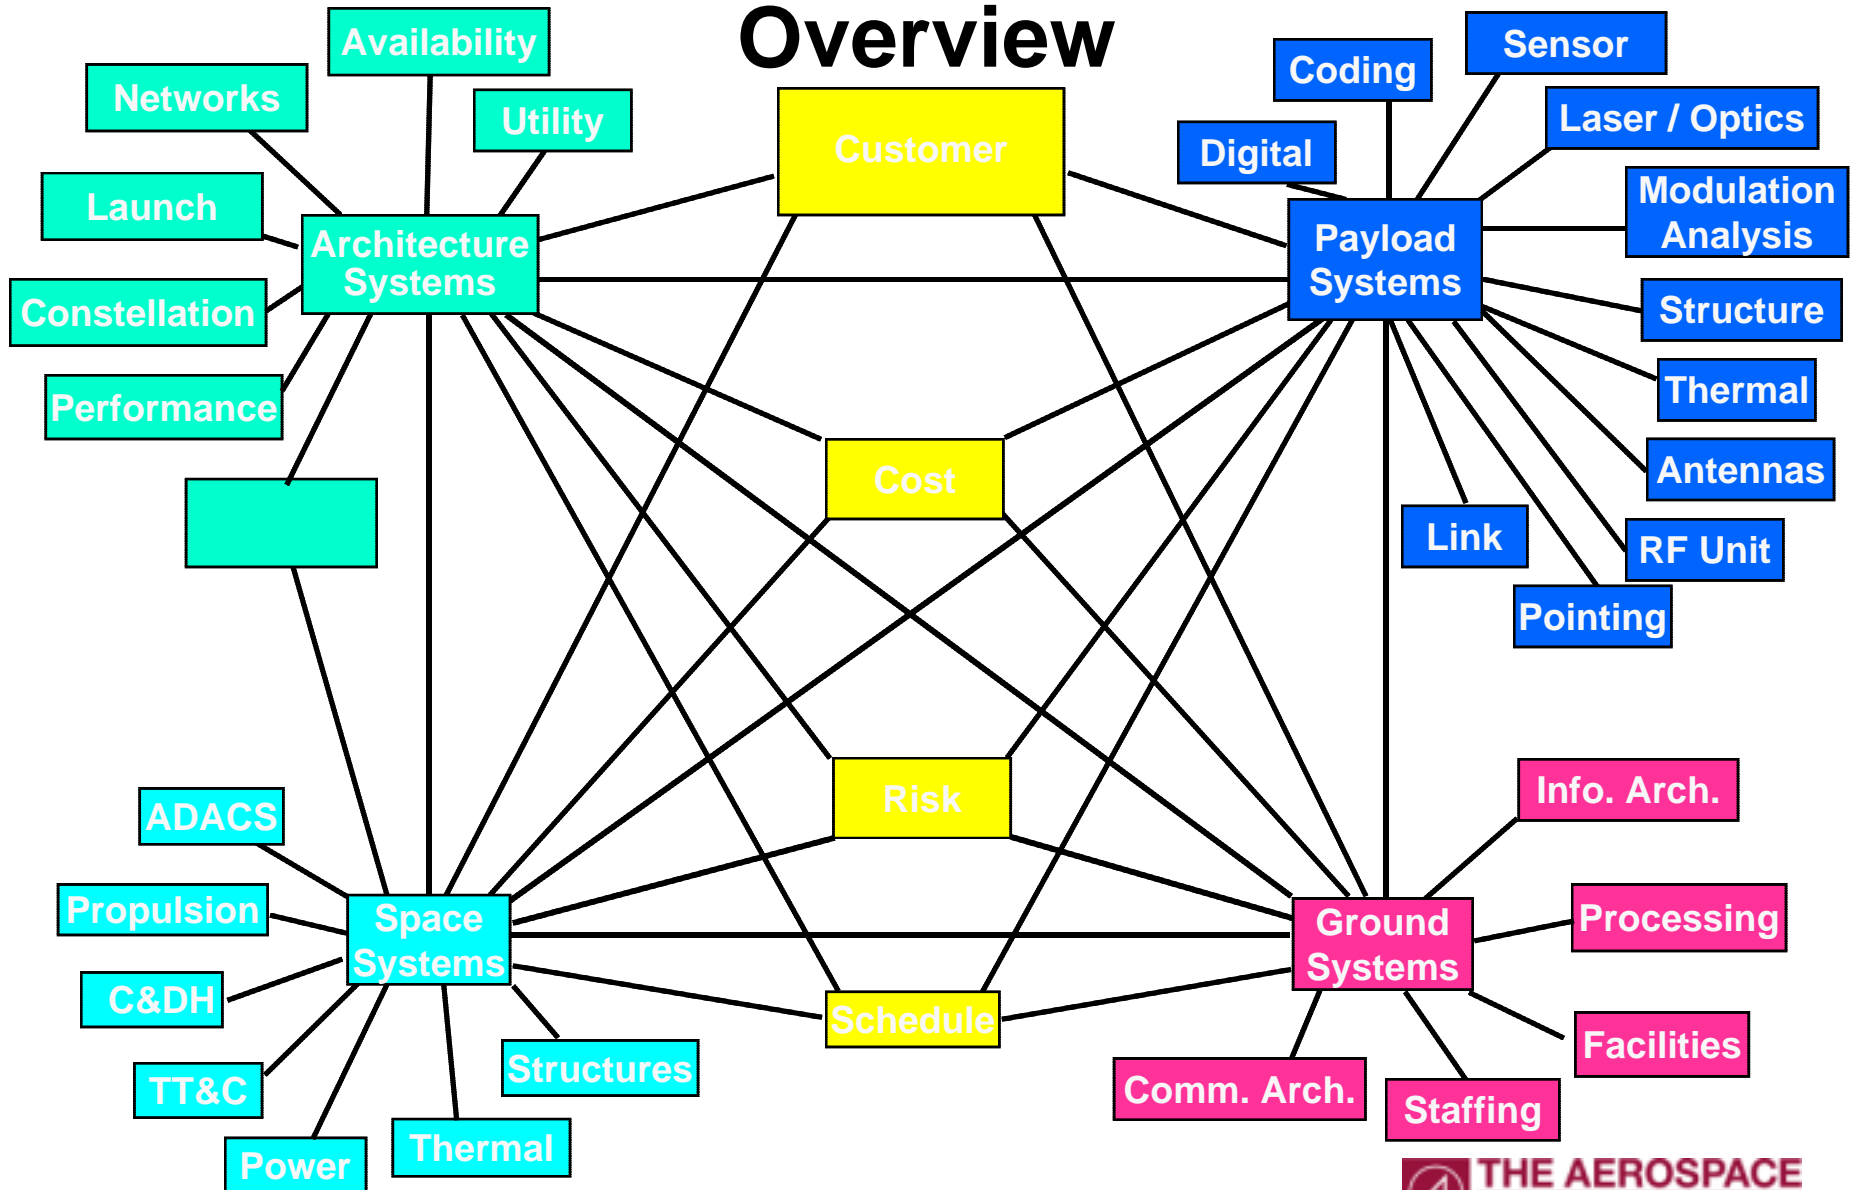 Overview
Availability
Networks
Utility
Launch
Architecture
Systems
Constellation
Performance
Customer
Cost
Risk
Schedule
Sensor
Coding
Laser / Optics
Digital
Modulation
Analysis
Payload
Systems
Structure
Thermal
Antennas
Link
RF Unit
Pointing
ADACS
Propulsion
Space
Systems
C&DH
TT&C
Structures
Power
Thermal
Info. Arch.
Processing
Ground
Systems
Facilities
Comm. Arch.
Staffing
THE AEROSPACE